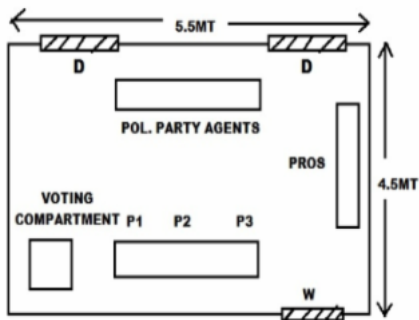 5.5MT
D D
POL. PARTY AGENTS
PROS
4.5MT
VOTING
COMPARTMENT P1 P2 P3
W